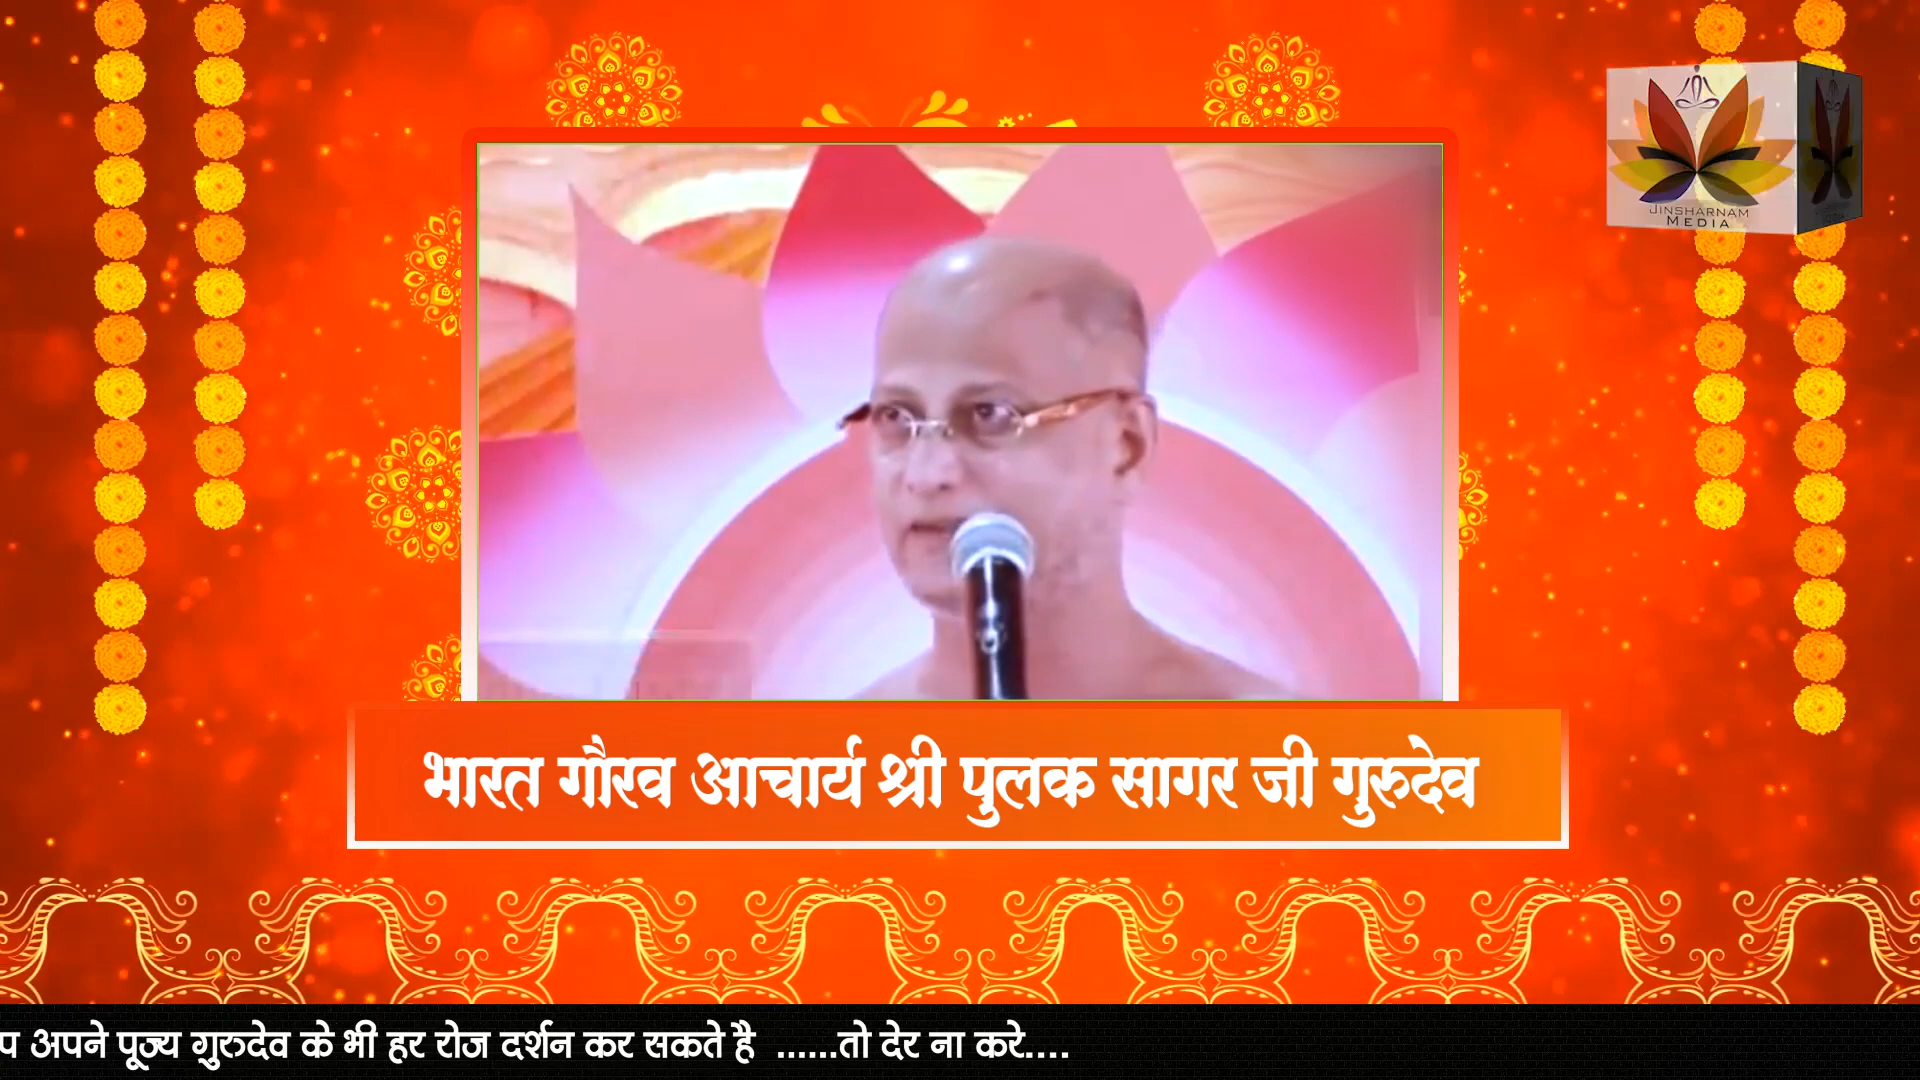 JINSHARNAM
MEDIA
भारत गौरव आचार्य श्री पुलक सागर जी गुरुदेव
प अपने पूज्य गुरुदेव के भी हर रोज दर्शन कर सकते है ......तो देर ना करे....